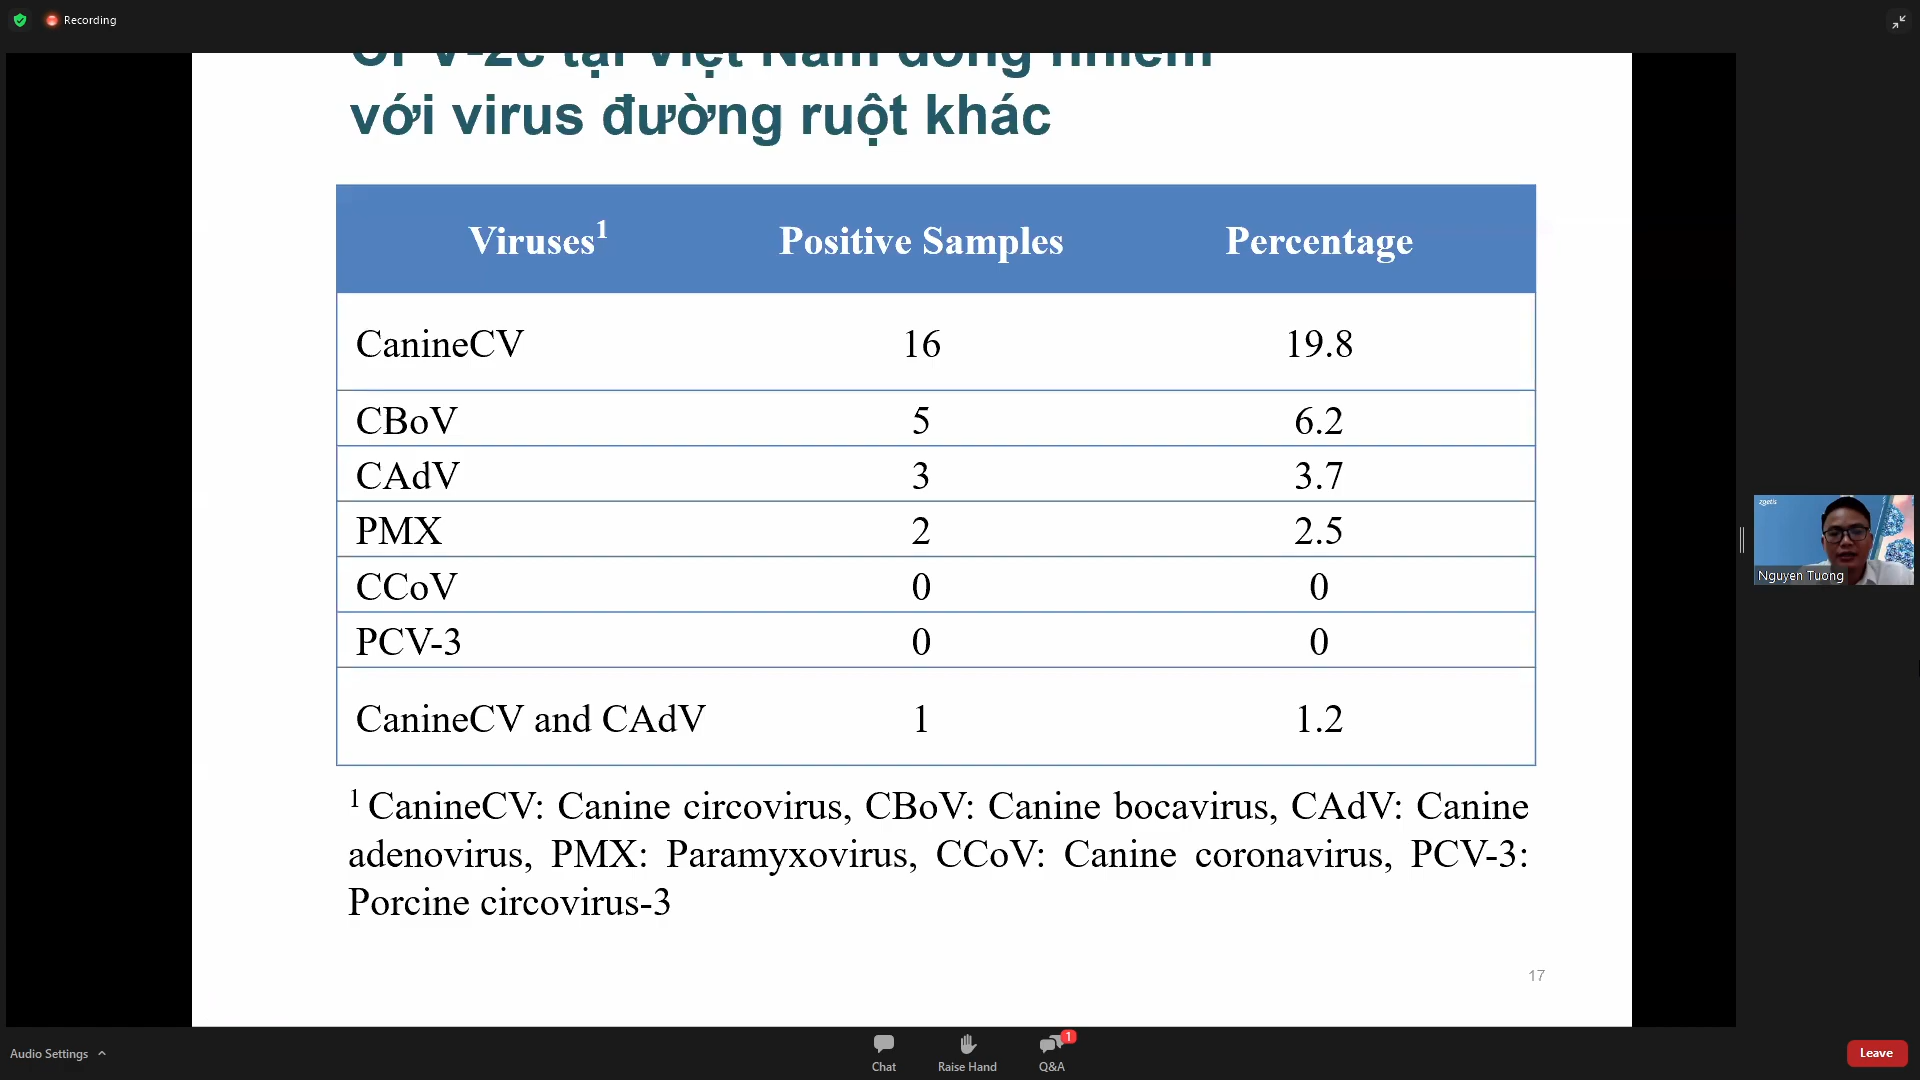 Recording
với virus đường ruột khác
Viruses1 Positive Samples Percentage
CanineCV 16 19.8
CBoV 5 6.2
CAdV 3 3.7
PMX 2 2.5
CCoV 0 0
PCV-3 0 0
CanineCV and CAdV 1 1.2
1 CanineCV: Canine circovirus, CBoV: Canine bocavirus, CAdV: Canine
adenovirus, PMX: Paramyxovirus, CCoV: Canine coronavirus, PCV-3:
Porcine circovirus-3
17
zoetis
Nguyen Tuong
Audio Settings
Chat
Raise Hand
1
Q&A
Leave